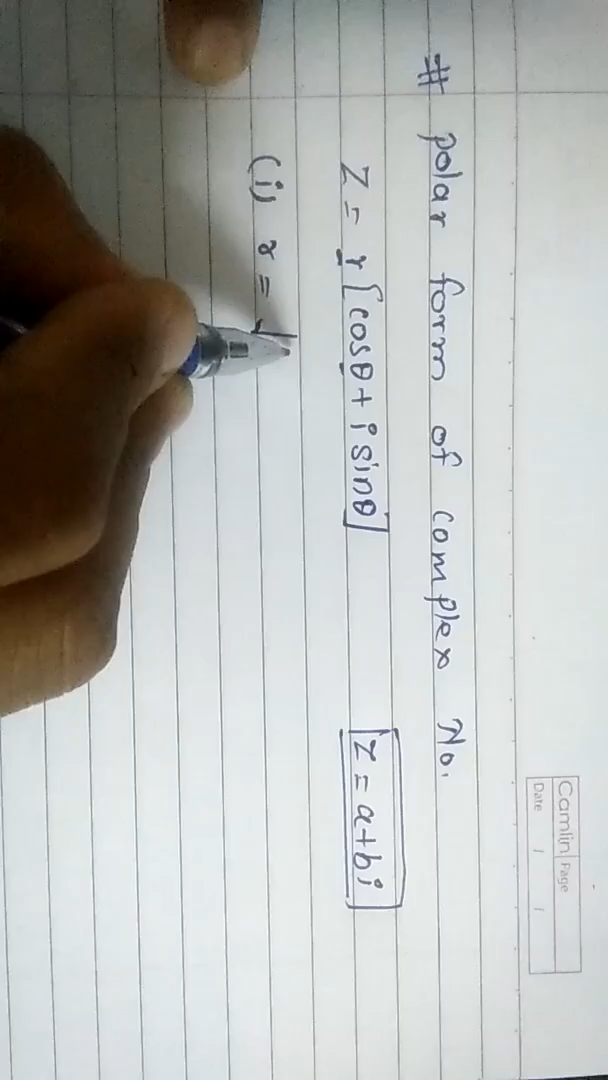 Camlin Page
Date / /
# polar form of complex No.
z = r [cosθ + i sinθ] z = a+bi
(i) r = √